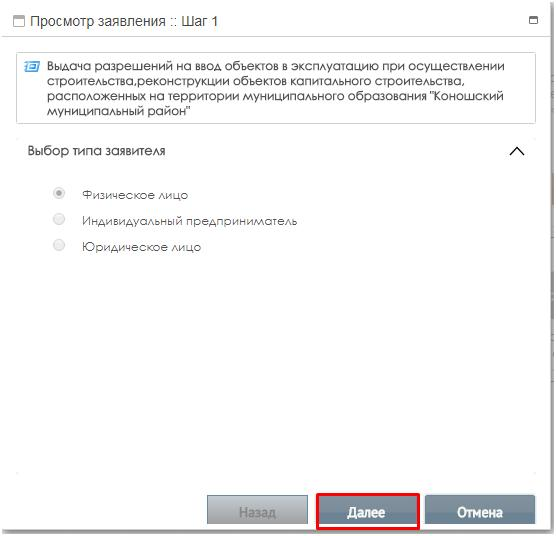 Просмотр заявления :: Шаг 1
Выдача разрешений на ввод объектов в эксплуатацию при осуществлении
строительства,реконструкции объектов капитального строительства,
расположенных на территории муниципального образования "Коношский
муниципальный район"
Выбор типа заявителя
Физическое лицо
Индивидуальный предприниматель
Юридическое лицо
Назад Далее Отмена